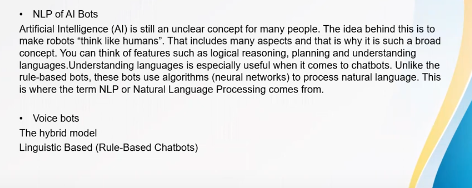 • NLP of AI Bots
Artificial Intelligence (AI) is still an unclear concept for many people. The idea behind this is to
make robots “think like humans”. That includes many aspects and that is why it is such a broad
concept. You can think of features such as logical reasoning, planning and understanding
languages.Understanding languages is especially useful when it comes to chatbots. Unlike the
rule-based bots, these bots use algorithms (neural networks) to process natural language. This
is where the term NLP or Natural Language Processing comes from.
• Voice bots
The hybrid model
Linguistic Based (Rule-Based Chatbots)